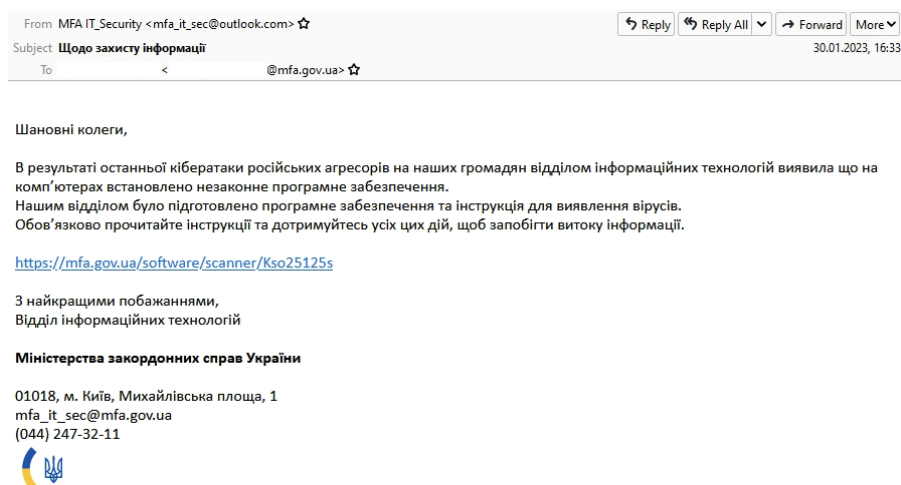 From MFA IT_Security <mfa_it_sec@outlook.com>
Reply Reply All Forward More
Subject Щодо захисту інформації
30.01.2023, 16:33
To < @mfa.gov.ua>
Шановні колеги,
В результаті останньої кібератаки російських агресорів на наших громадян відділом інформаційних технологій виявила що на
комп'ютерах встановлено незаконне програмне забезпечення.
Нашим відділом було підготовлено програмне забезпечення та інструкція для виявлення вірусів.
Обов'язково прочитайте інструкції та дотримуйтесь усіх цих дій, щоб запобігти витоку інформації.
https://mfa.gov.ua/software/scanner/Kso25125s
З найкращими побажаннями,
Відділ інформаційних технологій
Міністерства закордонних справ України
01018, м. Київ, Михайлівська площа, 1
mfa_it_sec@mfa.gov.ua
(044) 247-32-11